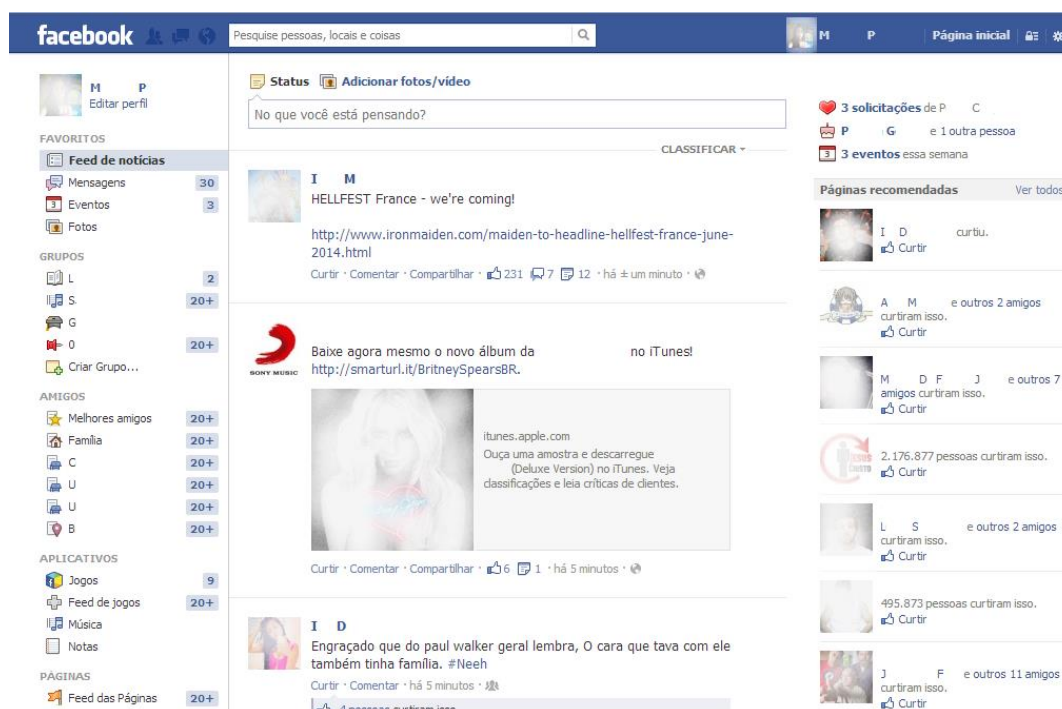 facebook
Pesquise pessoas, locais e coisas
M P
Página inicial
M P
Editar perfil
FAVORITOS
Feed de notícias
Mensagens 30
Eventos 3
Fotos
GRUPOS
L 2
S 20+
G
0 20+
Criar Grupo...
AMIGOS
Melhores amigos 20+
Família 20+
C 20+
U 20+
U 20+
B 20+
APLICATIVOS
Jogos 9
Feed de jogos 20+
Música
Notas
PÁGINAS
Feed das Páginas 20+
Status Adicionar fotos/vídeo
No que você está pensando?
CLASSIFICAR
I M
HELLFEST France - we're coming!
http://www.ironmaiden.com/maiden-to-headline-hellfest-france-june-
2014.html
Curtir · Comentar · Compartilhar · 231 7 12 · há ± um minuto ·
SONY MUSIC
Baixe agora mesmo o novo álbum da no iTunes!
http://smarturl.it/BritneySpearsBR.
itunes.apple.com
Ouça uma amostra e descarregue
(Deluxe Version) no iTunes. Veja
classificações e leia críticas de clientes.
Curtir · Comentar · Compartilhar · 6 1 · há 5 minutos ·
I D
Engraçado que do paul walker geral lembra, O cara que tava com ele
também tinha família. #Neeh
Curtir · Comentar · há 5 minutos ·
4 pessoas curtiram isso.
3 solicitações de P C
P G e 1 outra pessoa
3 3 eventos essa semana
Páginas recomendadas Ver todos
I D curtiu.
Curtir
A M e outros 2 amigos
curtiram isso.
Curtir
M D F J e outros 7
amigos curtiram isso.
Curtir
2.176.877 pessoas curtiram isso.
Curtir
L S e outros 2 amigos
curtiram isso.
Curtir
495.873 pessoas curtiram isso.
Curtir
J F e outros 11 amigos
curtiram isso.
Curtir